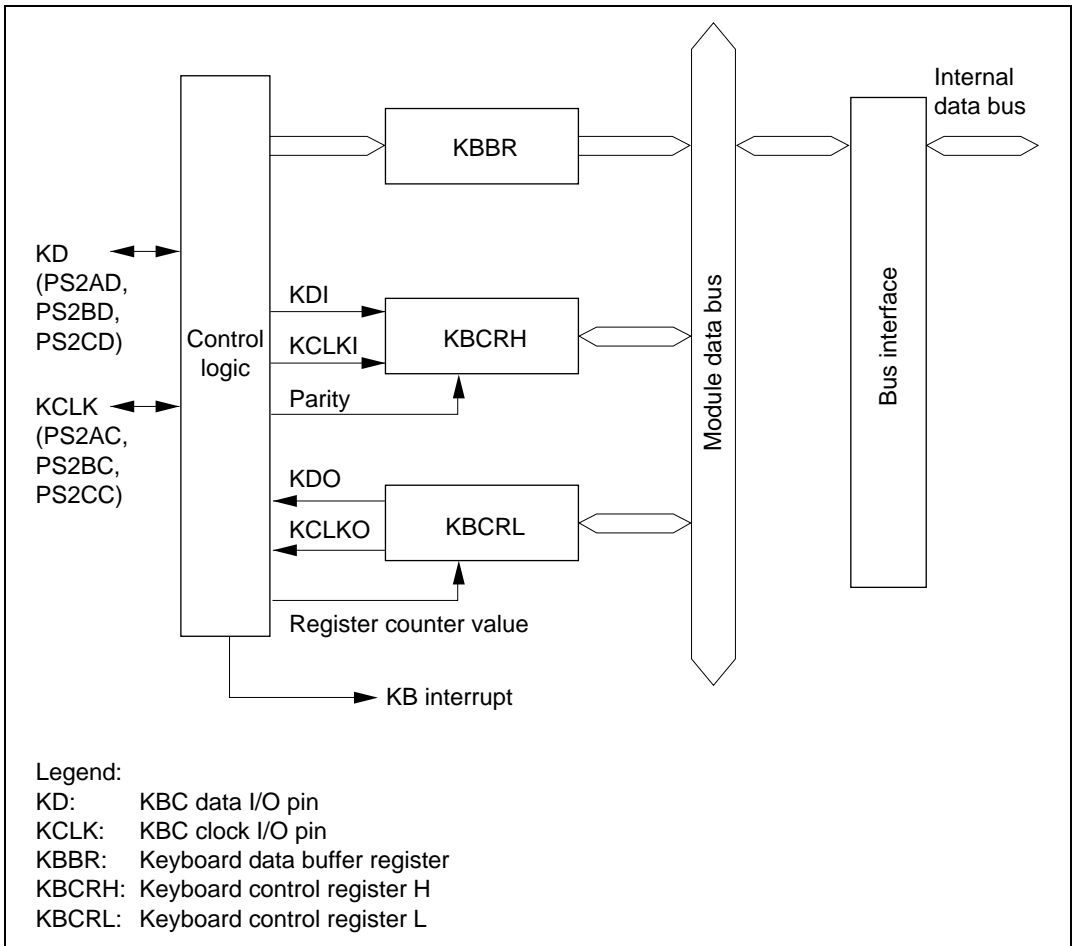 Internal
data bus
KBBR
KD
(PS2AD,
PS2BD,
PS2CD)
KCLK
(PS2AC,
PS2BC,
PS2CC)
Control
logic
KDI
KCLKI
Parity
KBCRH
KDO
KCLKO
KBCRL
Register counter value
KB interrupt
Module data bus
Bus interface
Legend:
KD: KBC data I/O pin
KCLK: KBC clock I/O pin
KBBR: Keyboard data buffer register
KBCRH: Keyboard control register H
KBCRL: Keyboard control register L